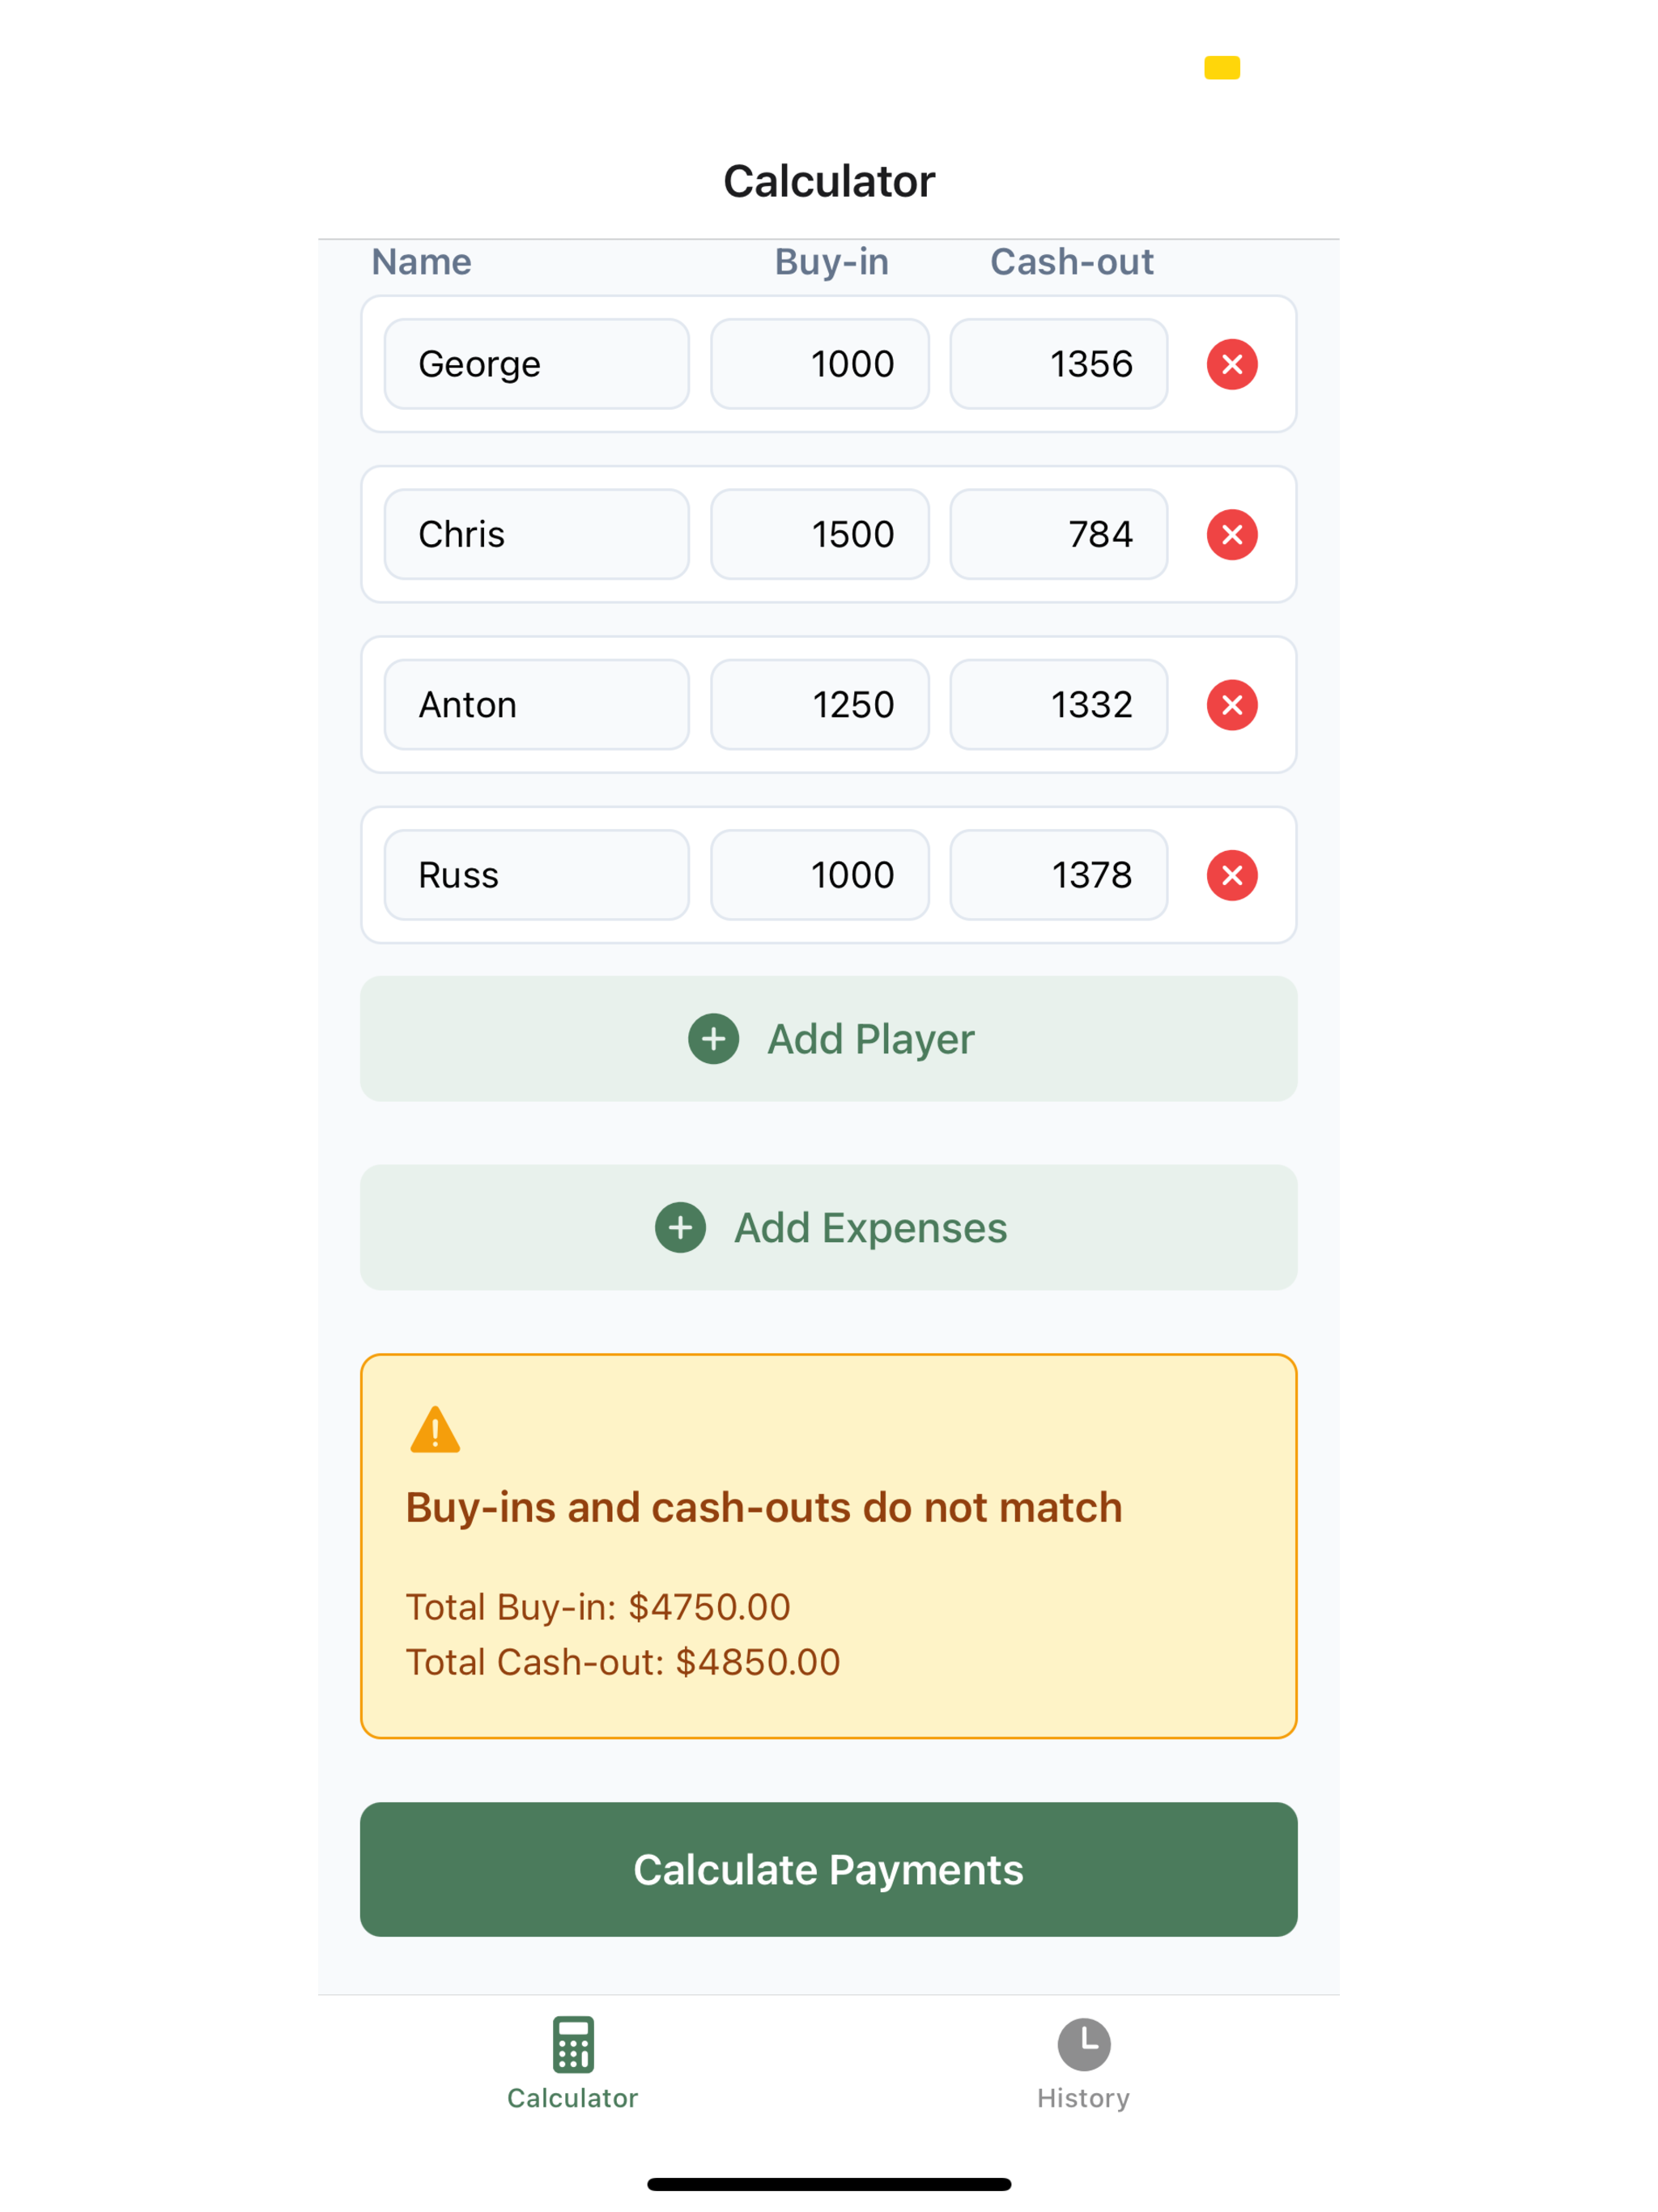 Calculator
Name Buy-in Cash-out
George 1000 1356
Chris 1500 784
Anton 1250 1332
Russ 1000 1378
Add Player
Add Expenses
Buy-ins and cash-outs do not match
Total Buy-in: $4750.00
Total Cash-out: $4850.00
Calculate Payments
Calculator History